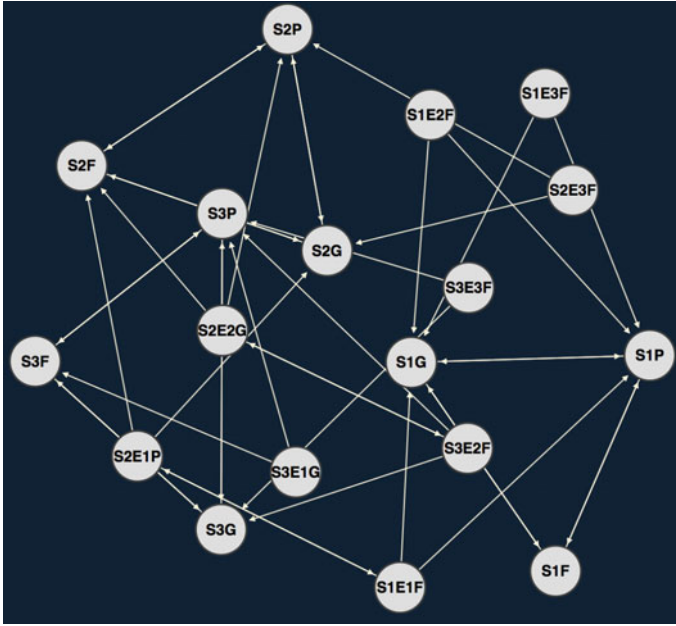 S2P
S1E3F
S1E2F
S2F
S2E3F
S3P
S2G
S3E3F
S2E2G
S3F
S1G
S1P
S2E1P
S3E1G
S3E2F
S3G
S1E1F
S1F